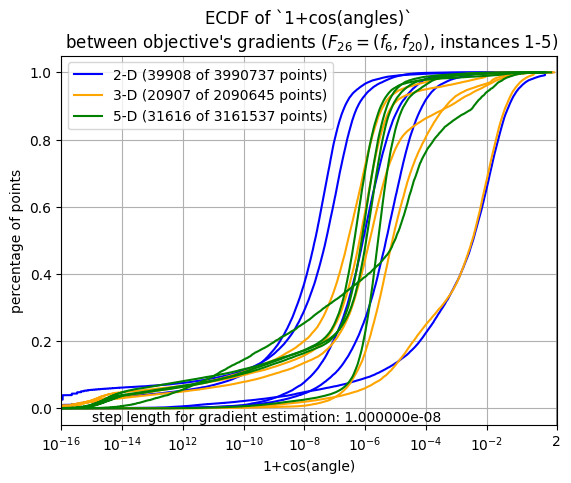 ECDF of `1+cos(angles)`
between objective's gradients (F₂₆ = (f₆, f₂₀), instances 1-5)
2-D (39908 of 3990737 points)
3-D (20907 of 2090645 points)
5-D (31616 of 3161537 points)
percentage of points
1.0
0.8
0.6
0.4
0.2
0.0
step length for gradient estimation: 1.000000e-08
10⁻¹⁶ 10⁻¹⁴ 10⁻¹² 10⁻¹⁰ 10⁻⁸ 10⁻⁶ 10⁻⁴ 10⁻² 2
1+cos(angle)